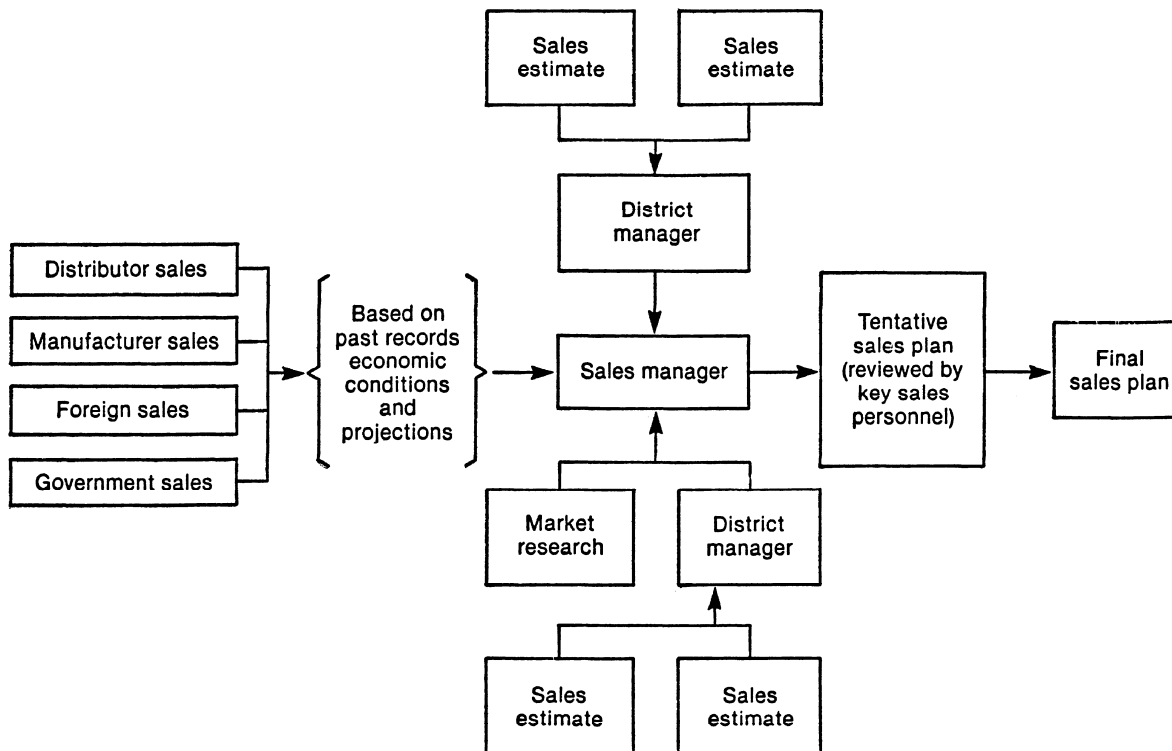 Sales
estimate
Sales
estimate
District
manager
Distributor sales
Manufacturer sales
Foreign sales
Government sales
Based on
past records
economic
conditions
and
projections
Sales manager
Tentative
sales plan
(reviewed by
key sales
personnel)
Final
sales plan
Market
research
District
manager
Sales
estimate
Sales
estimate